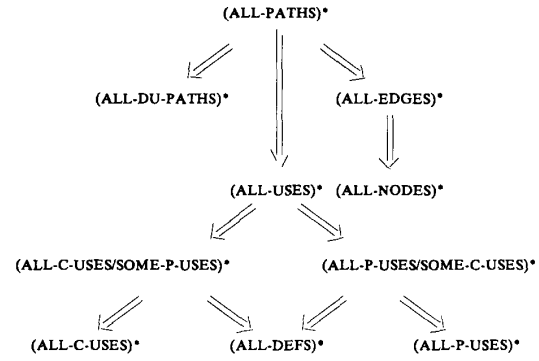 (ALL-PATHS)*
(ALL-DU-PATHS)* (ALL-EDGES)*
(ALL-USES)* (ALL-NODES)*
(ALL-C-USES/SOME-P-USES)* (ALL-P-USES/SOME-C-USES)*
(ALL-C-USES)* (ALL-DEFS)* (ALL-P-USES)*